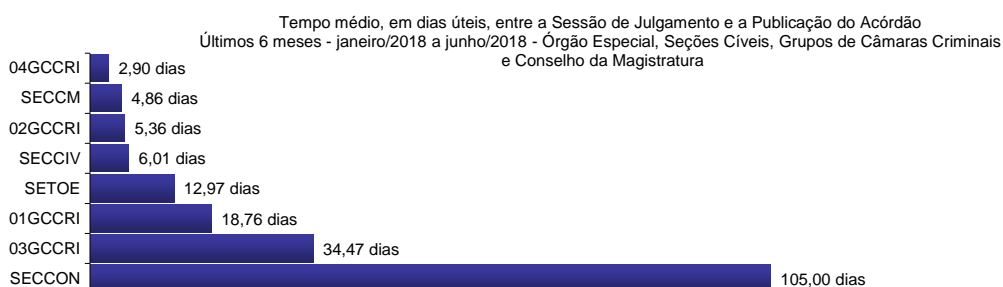 Tempo médio, em dias úteis, entre a Sessão de Julgamento e a Publicação do Acórdão
Últimos 6 meses - janeiro/2018 a junho/2018 - Órgão Especial, Seções Cíveis, Grupos de Câmaras Criminais
e Conselho da Magistratura
04GCCRI 2,90 dias
SECCM 4,86 dias
02GCCRI 5,36 dias
SECCIV 6,01 dias
SETOE 12,97 dias
01GCCRI 18,76 dias
03GCCRI 34,47 dias
SECCON 105,00 dias